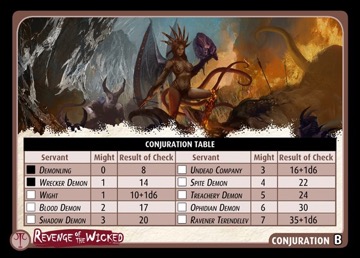 CONJURATION TABLE
Servant Might Result of Check Servant Might Result of Check
DEMONLING 0 8 UNDEAD COMPANY 3 16+1d6
WRECKER DEMON 1 14 SPITE DEMON 4 22
WIGHT 1 10+1d6 TREACHERY DEMON 5 24
BLOOD DEMON 2 17 OPHIDIAN DEMON 6 30
SHADOW DEMON 3 20 RAVENER TERENDELEV 7 35+1d6
REVENGE OF THE WICKED
CONJURATION B